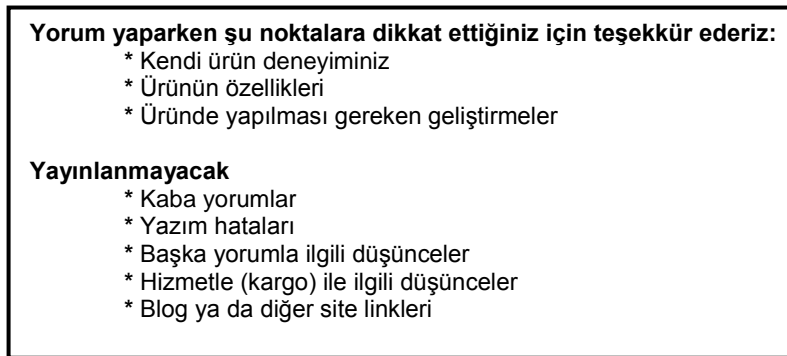 Yorum yaparken şu noktalara dikkat ettiğiniz için teşekkür ederiz:
* Kendi ürün deneyiminiz
* Ürünün özellikleri
* Üründe yapılması gereken geliştirmeler
Yayınlanmayacak
* Kaba yorumlar
* Yazım hataları
* Başka yorumla ilgili düşünceler
* Hizmetle (kargo) ile ilgili düşünceler
* Blog ya da diğer site linkleri